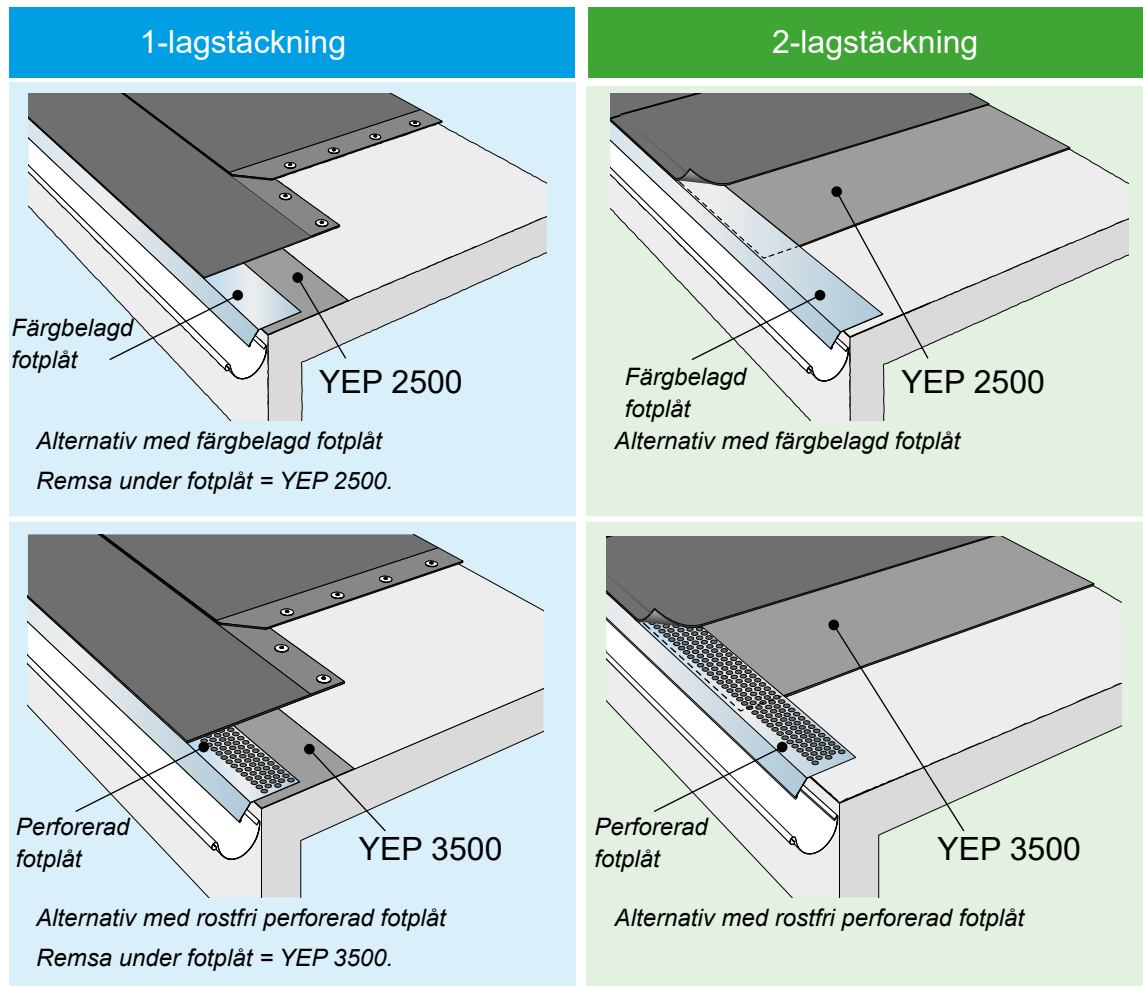 1-lagstäckning
2-lagstäckning
Färgbelagd
fotplåt
YEP 2500
Alternativ med färgbelagd fotplåt
Remsa under fotplåt = YEP 2500.
Färgbelagd
fotplåt
YEP 2500
Alternativ med färgbelagd fotplåt
Perforerad
fotplåt
YEP 3500
Alternativ med rostfri perforerad fotplåt
Remsa under fotplåt = YEP 3500.
Perforerad
fotplåt
YEP 3500
Alternativ med rostfri perforerad fotplåt